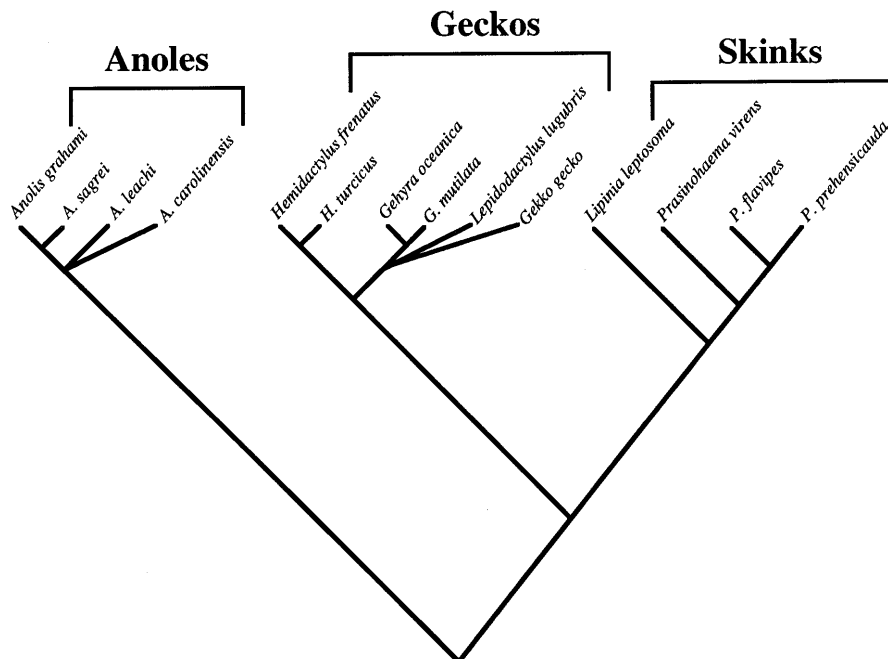 Anoles
Geckos
Skinks
Anolis grahami
A. sagrei
A. leachi
A. carolinensis
Hemidactylus frenatus
H. turcicus
Gehyra oceanica
G. mutilata
Lepidodactylus lugubris
Gekko gecko
Lipinia leptosoma
Prasinohaema virens
P. flavipes
P. prehensicauda